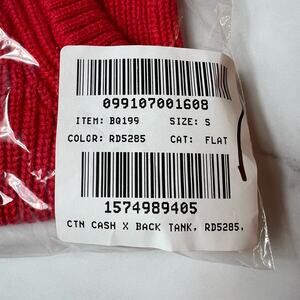 099107001608
ITEM: BQ199 SIZE: S
COLOR: RD5285 CAT: FLAT
1574989405
CTN CASH X BACK TANK, RD5285,